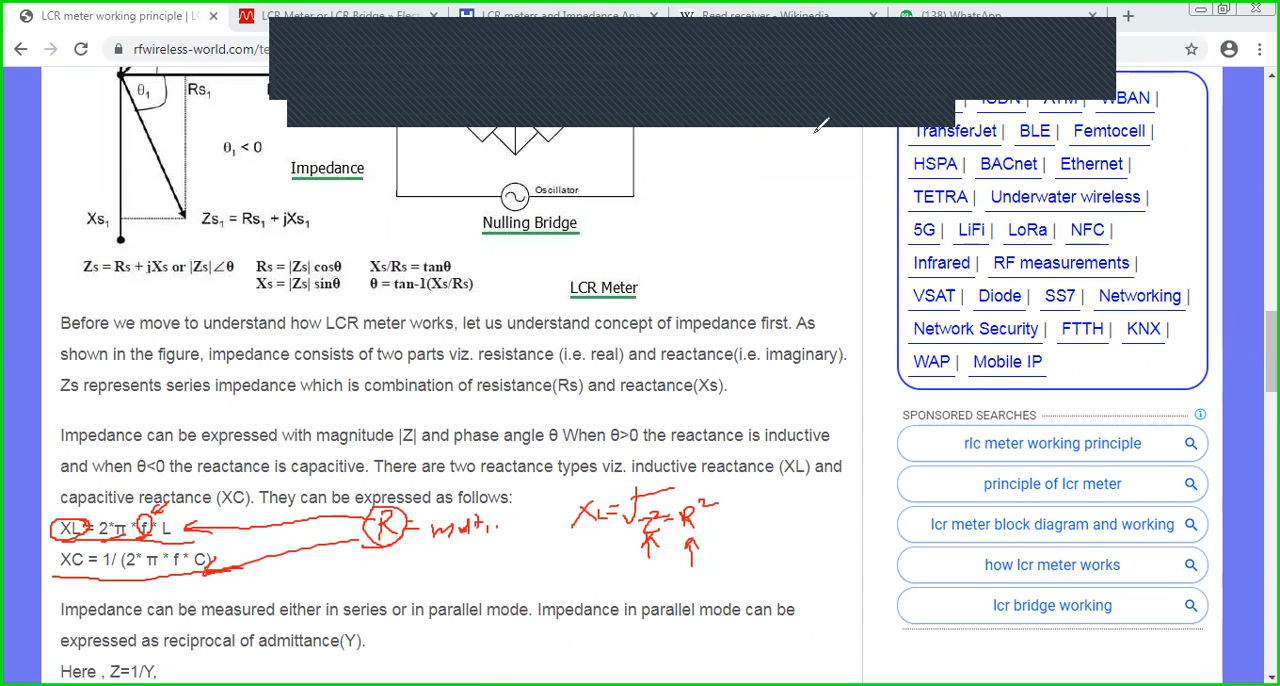 LCR meter working principle | L
LCR Meter or LCR Bridge – Elect
LCR meters and Impedance Ana
Reed receiver - Wikipedia
(138) WhatsApp
rfwireless-world.com/te
ISDN | ATM | WBAN |
TransferJet | BLE | Femtocell |
HSPA | BACnet | Ethernet |
TETRA | Underwater wireless |
5G | LiFi | LoRa | NFC |
Infrared | RF measurements |
VSAT | Diode | SS7 | Networking |
Network Security | FTTH | KNX |
WAP | Mobile IP
θ1 Rs1
θ1 < 0
Impedance
Oscillator
Xs1 Zs1 = Rs1 + jXs1
Nulling Bridge
Zs = Rs + jXs or |Zs|∠θ Rs = |Zs| cosθ Xs/Rs = tanθ
Xs = |Zs| sinθ θ = tan-1(Xs/Rs)
LCR Meter
Before we move to understand how LCR meter works, let us understand concept of impedance first. As
shown in the figure, impedance consists of two parts viz. resistance (i.e. real) and reactance(i.e. imaginary).
Zs represents series impedance which is combination of resistance(Rs) and reactance(Xs).
Impedance can be expressed with magnitude |Z| and phase angle θ When θ>0 the reactance is inductive
and when θ<0 the reactance is capacitive. There are two reactance types viz. inductive reactance (XL) and
capacitive reactance (XC). They can be expressed as follows:
XL = 2*π * f * L
R
XL=√
R2
XC = 1/ (2* π * f * C)
Impedance can be measured either in series or in parallel mode. Impedance in parallel mode can be
expressed as reciprocal of admittance(Y).
Here , Z=1/Y,
SPONSORED SEARCHES
rlc meter working principle
principle of lcr meter
lcr meter block diagram and working
how lcr meter works
lcr bridge working